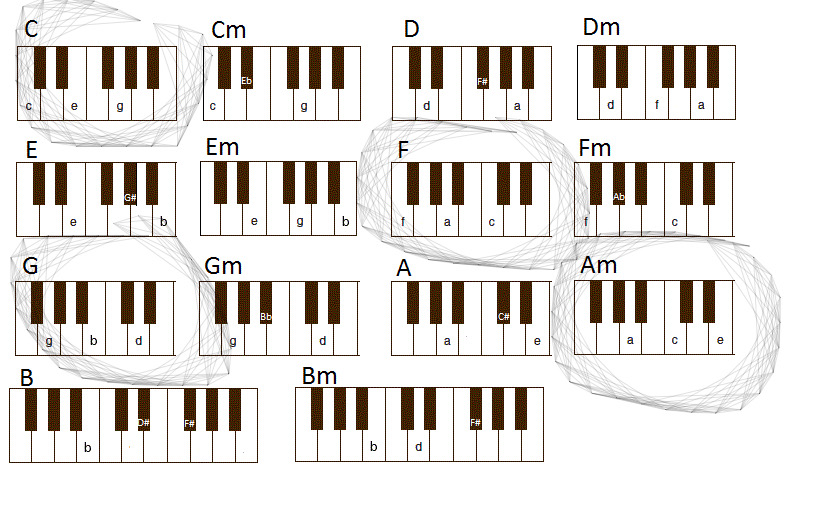 C Cm D Dm
Eb F#
c e g c g d a d f a
E Em F Fm
G# Ab
e b e g b f a c f c
G Gm A Am
Bb C#
g b d g d a e a c e
B Bm
D# F# F#
b b d